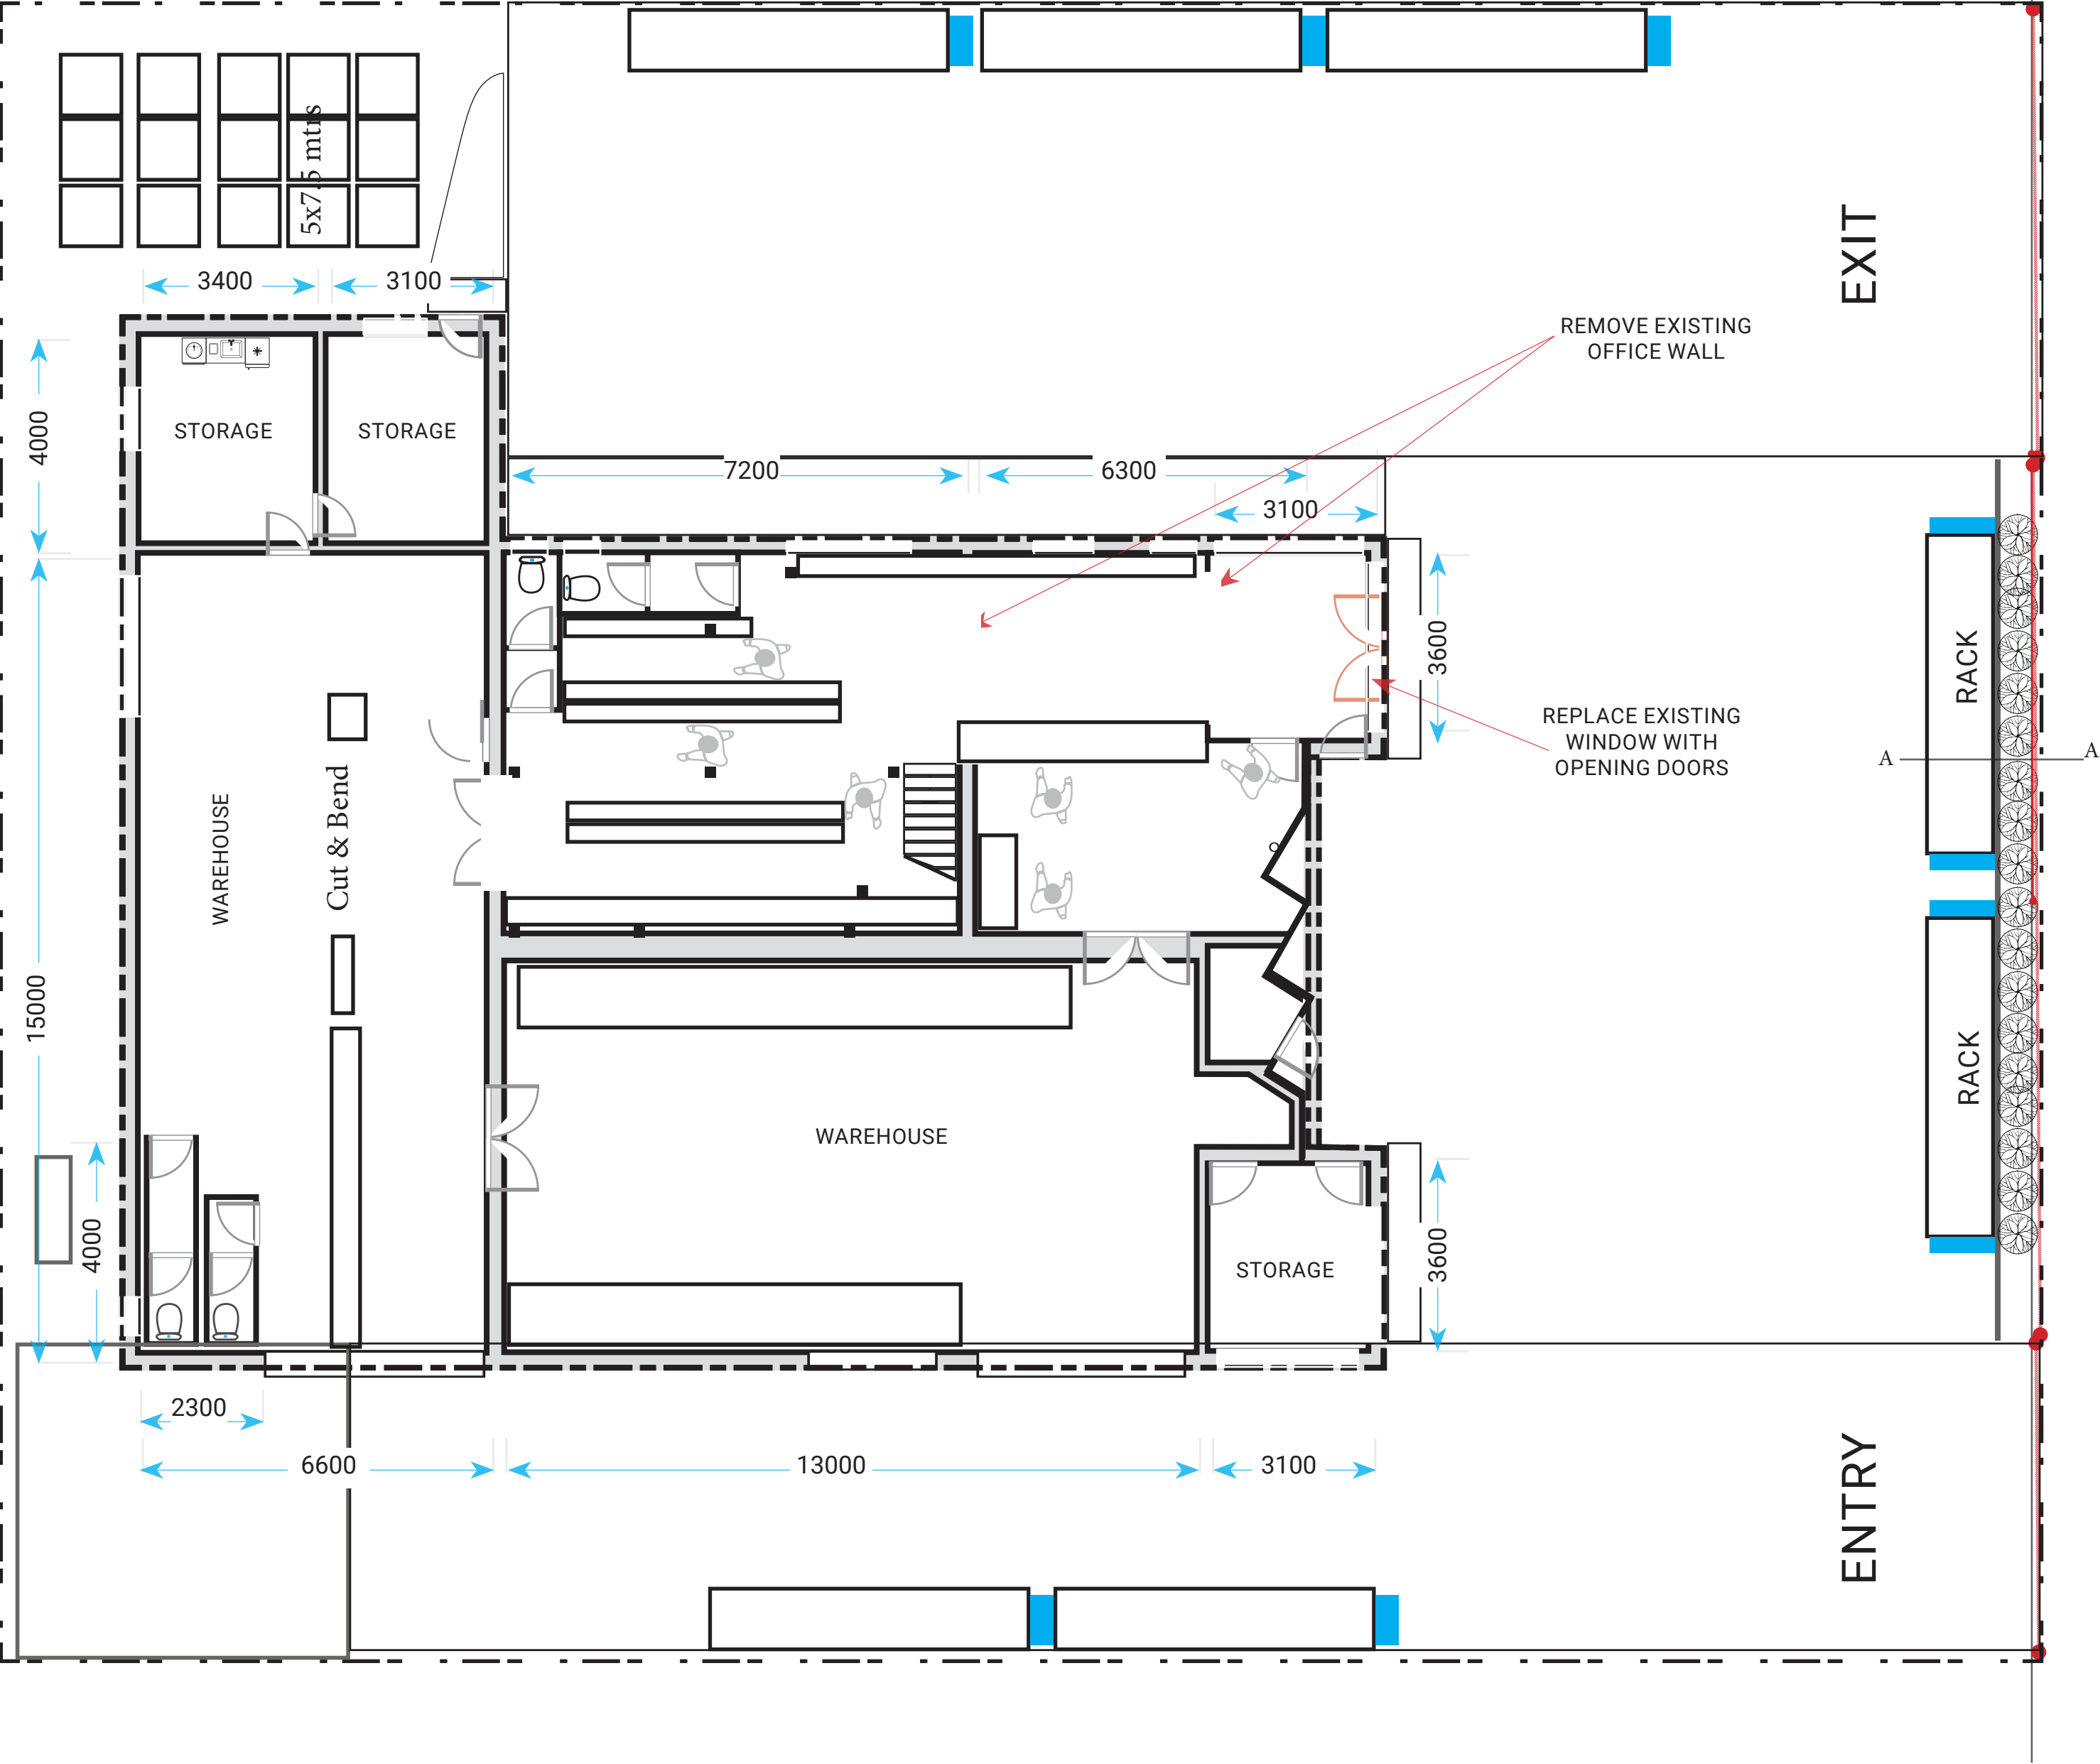 5x7.5 mtrs
EXIT
3400
3100
REMOVE EXISTING
OFFICE WALL
4000
STORAGE
STORAGE
7200
6300
3100
3600
RACK
REPLACE EXISTING
WINDOW WITH
OPENING DOORS
A
A
WAREHOUSE
Cut & Bend
15000
RACK
WAREHOUSE
4000
STORAGE
3600
2300
6600
13000
3100
ENTRY